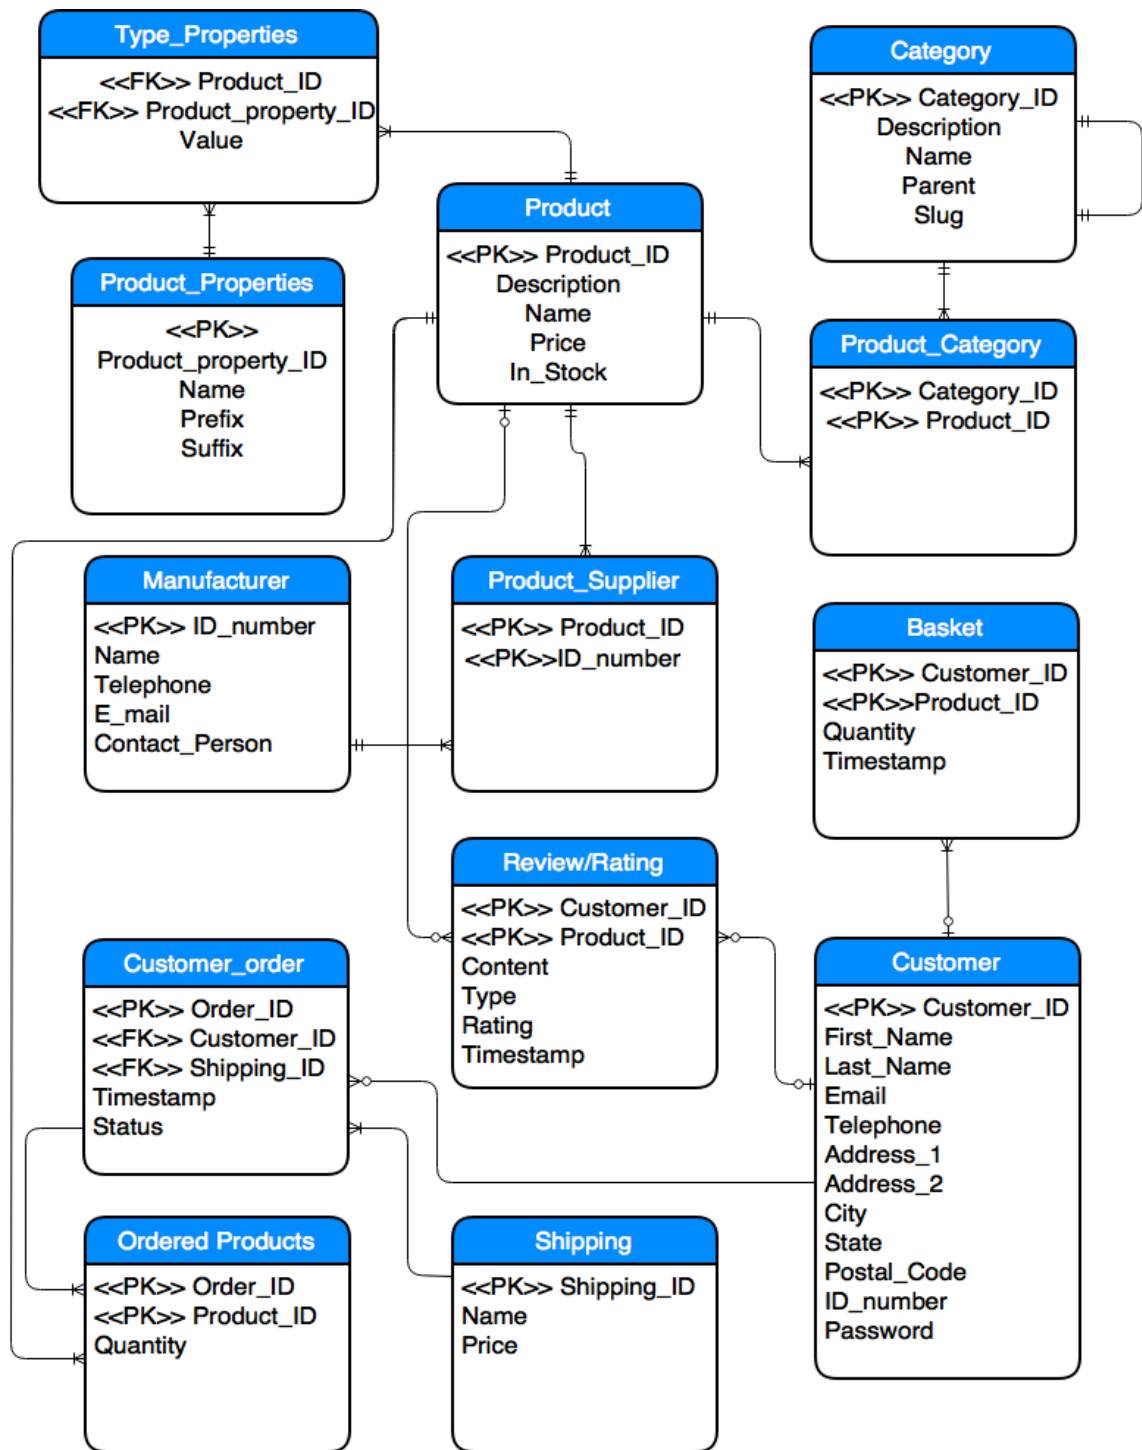 Type_Properties
<<FK>> Product_ID
<<FK>> Product_property_ID
Value
Category
<<PK>> Category_ID
Description
Name
Parent
Slug
Product
<<PK>> Product_ID
Description
Name
Price
In_Stock
Product_Properties
<<PK>>
Product_property_ID
Name
Prefix
Suffix
Product_Category
<<PK>> Category_ID
<<PK>> Product_ID
Manufacturer
<<PK>> ID_number
Name
Telephone
E_mail
Contact_Person
Product_Supplier
<<PK>> Product_ID
<<PK>>ID_number
Basket
<<PK>> Customer_ID
<<PK>>Product_ID
Quantity
Timestamp
Review/Rating
<<PK>> Customer_ID
<<PK>> Product_ID
Content
Type
Rating
Timestamp
Customer_order
<<PK>> Order_ID
<<FK>> Customer_ID
<<FK>> Shipping_ID
Timestamp
Status
Customer
<<PK>> Customer_ID
First_Name
Last_Name
Email
Telephone
Address_1
Address_2
City
State
Postal_Code
ID_number
Password
Ordered Products
<<PK>> Order_ID
<<PK>> Product_ID
Quantity
Shipping
<<PK>> Shipping_ID
Name
Price